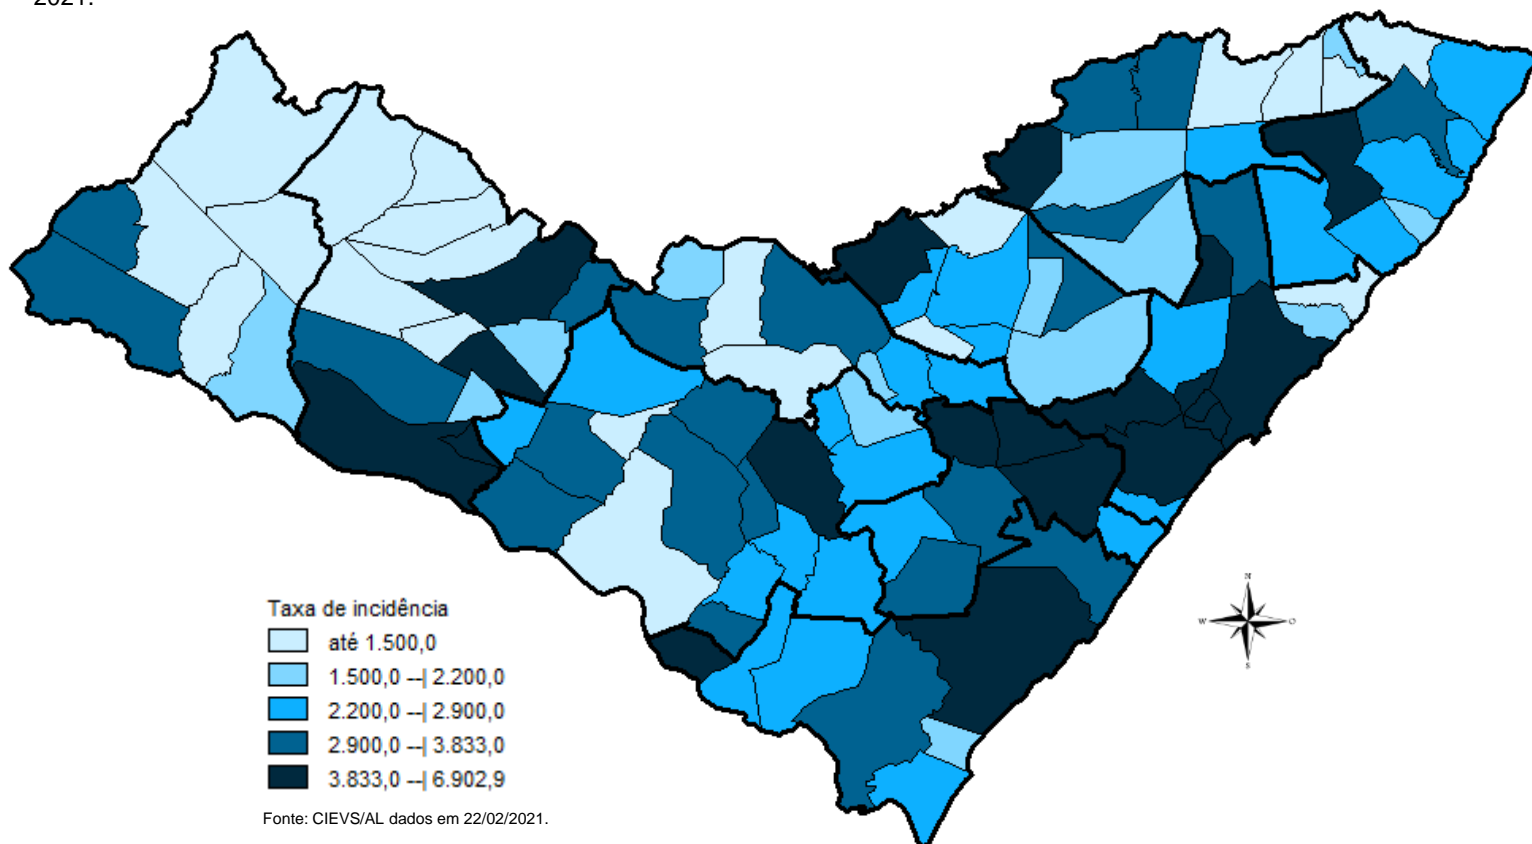 2021.
N
W
O
S
Taxa de incidência
até 1.500,0
1.500,0 --| 2.200,0
2.200,0 --| 2.900,0
2.900,0 --| 3.833,0
3.833,0 --| 6.902,9
Fonte: CIEVS/AL dados em 22/02/2021.